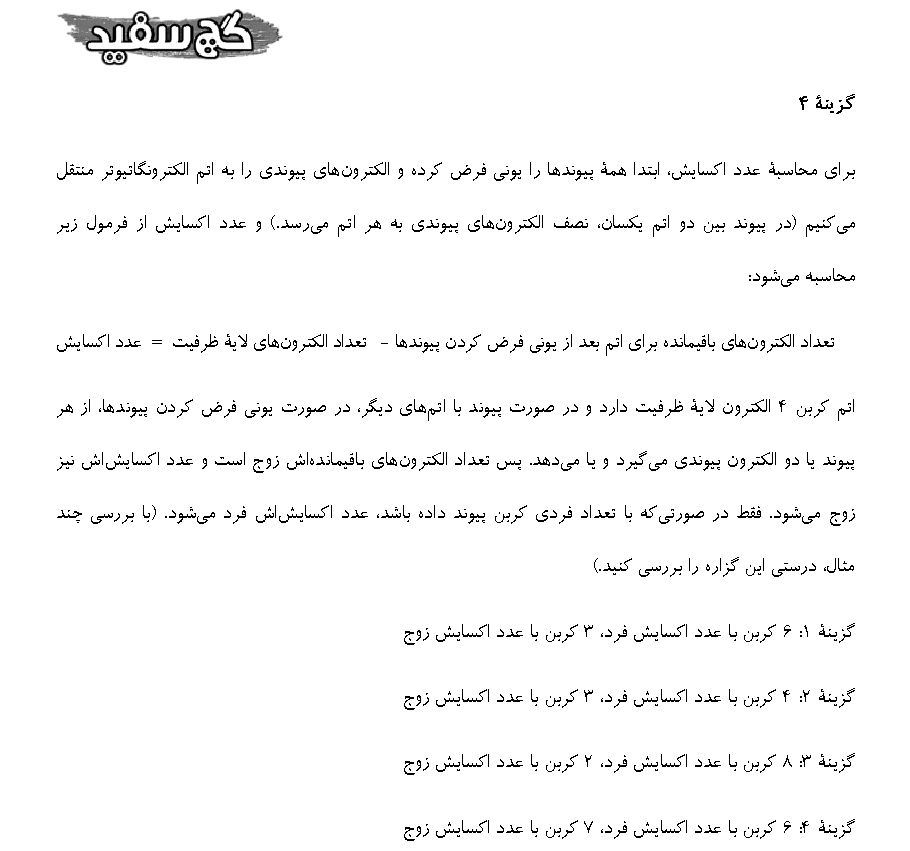 گچ سفید
گزینهٔ ۴
برای محاسبهٔ عدد اکسایش، ابتدا همهٔ پیوندها را یونی فرض کرده و الکترون‌های پیوندی را به اتم الکترونگاتیوتر منتقل
می‌کنیم (در پیوند بین دو اتم یکسان، نصف الکترون‌های پیوندی به هر اتم می‌رسد.) و عدد اکسایش از فرمول زیر
محاسبه می‌شود:
تعداد الکترون‌های باقیمانده برای اتم بعد از یونی فرض کردن پیوندها - تعداد الکترون‌های لایهٔ ظرفیت = عدد اکسایش
اتم کربن ۴ الکترون لایهٔ ظرفیت دارد و در صورت پیوند با اتم‌های دیگر، در صورت یونی فرض کردن پیوندها، از هر
پیوند یا دو الکترون پیوندی می‌گیرد و یا می‌دهد. پس تعداد الکترون‌های باقیمانده‌اش زوج است و عدد اکسایش‌اش نیز
زوج می‌شود. فقط در صورتی‌که با تعداد فردی کربن پیوند داده باشد، عدد اکسایش‌اش فرد می‌شود. (با بررسی چند
مثال، درستی این گزاره را بررسی کنید.)
گزینهٔ ۱: ۶ کربن با عدد اکسایش فرد، ۳ کربن با عدد اکسایش زوج
گزینهٔ ۲: ۴ کربن با عدد اکسایش فرد، ۳ کربن با عدد اکسایش زوج
گزینهٔ ۳: ۸ کربن با عدد اکسایش فرد، ۲ کربن با عدد اکسایش زوج
گزینهٔ ۴: ۶ کربن با عدد اکسایش فرد، ۷ کربن با عدد اکسایش زوج